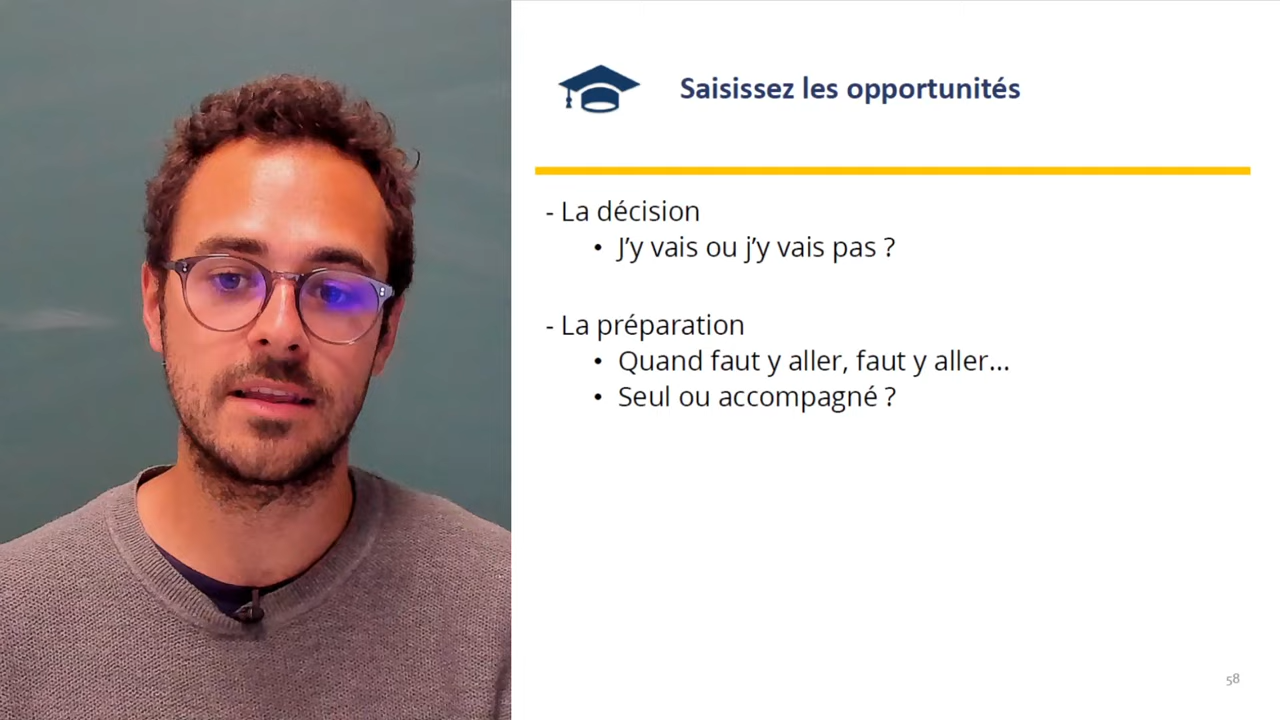 Saisissez les opportunités
- La décision
• J’y vais ou j’y vais pas ?
- La préparation
• Quand faut y aller, faut y aller...
• Seul ou accompagné ?
58